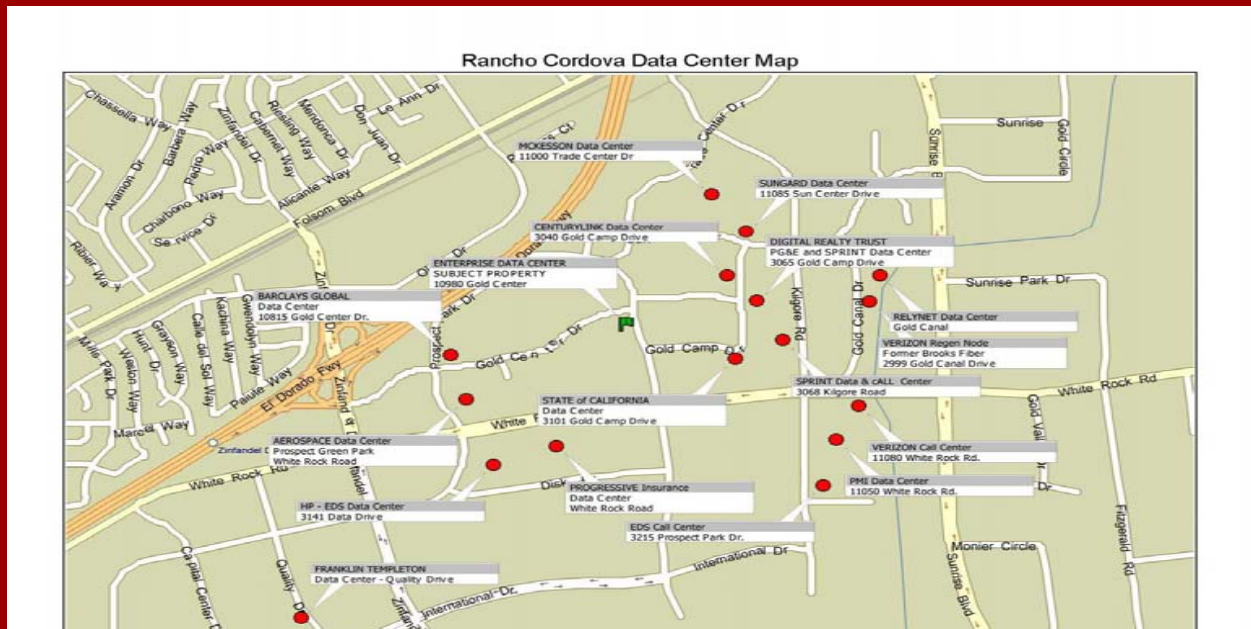 Rancho Cordova Data Center Map
Chassella Way
Barbera Way
Zinfandel Dr
Cabernet Way
Riesling Way
Mendonca Dr
Don Juan Dr
Le Ann Dr
Aramon Dr
Pedro Way
Alicante Way
Charbono Way
Service Dr
Folsom Blvd
Sunrise
Gold Circle
MCKESSON Data Center
11000 Trade Center Dr
SUNGARD Data Center
11085 Sun Center Drive
CENTURYLINK Data Center
3040 Gold Camp Drive
DIGITAL REALTY TRUST
PG&E and SPRINT Data Center
3065 Gold Camp Drive
ENTERPRISE DATA CENTER
SUBJECT PROPERTY
10980 Gold Center
BARCLAYS GLOBAL
Data Center
10815 Gold Center Dr.
Sunrise Park Dr
RELYNET Data Center
Gold Canal
VERIZON Regen Node
Former Brooks Fiber
2999 Gold Canal Drive
Kilgore Rd
Gold Canal Dr
Mills Park Dr
Weston Way
Hunt Dr
Grayson Way
Calle del Sol Way
Kachina Way
Gwendolyn Way
Paiute Way
El Dorado Fwy
Prospect Park Dr
Gold Center Dr
Gold Camp Dr
SPRINT Data & cALL Center
3068 Kilgore Road
White Rock Rd
STATE of CALIFORNIA
Data Center
3101 Gold Camp Drive
Marcel Way
AEROSPACE Data Center
Prospect Green Park
White Rock Road
VERIZON Call Center
11080 White Rock Rd.
PMI Data Center
11050 White Rock Rd.
PROGRESSIVE Insurance
Data Center
White Rock Road
HP - EDS Data Center
3141 Data Drive
EDS Call Center
3215 Prospect Park Dr.
White Rock Rd
International Dr
Monier Circle
Fitzgerald Rd
FRANKLIN TEMPLETON
Data Center - Quality Drive
Capital Center D
Quality Dr
International Dr.
Sunrise Blvd